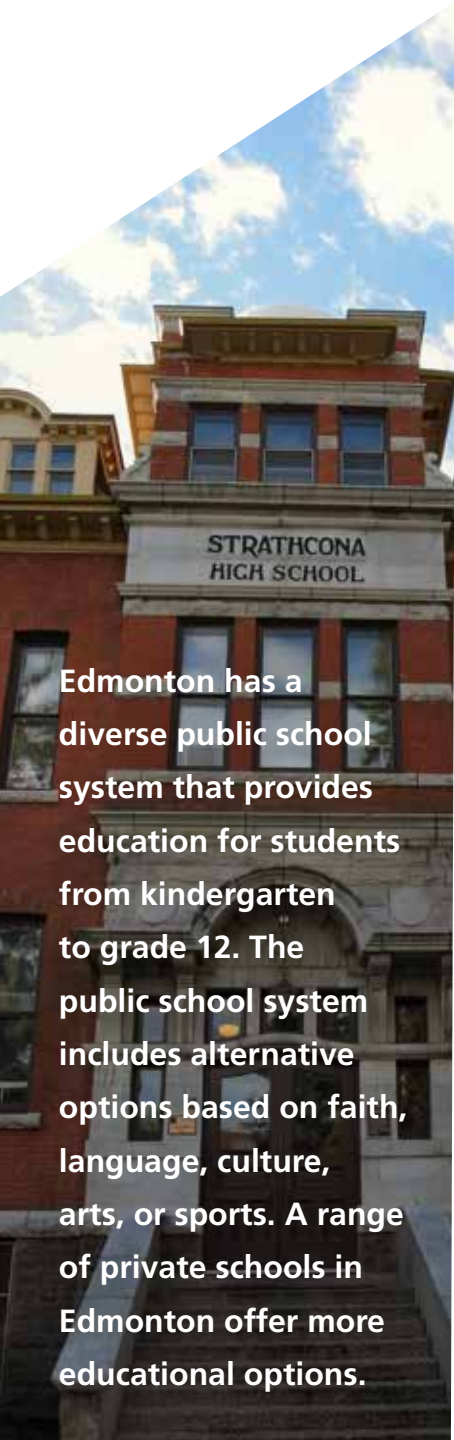 STRATHCONA
HIGH SCHOOL
Edmonton has a
diverse public school
system that provides
education for students
from kindergarten
to grade 12. The
public school system
includes alternative
options based on faith,
language, culture,
arts, or sports. A range
of private schools in
Edmonton offer more
educational options.